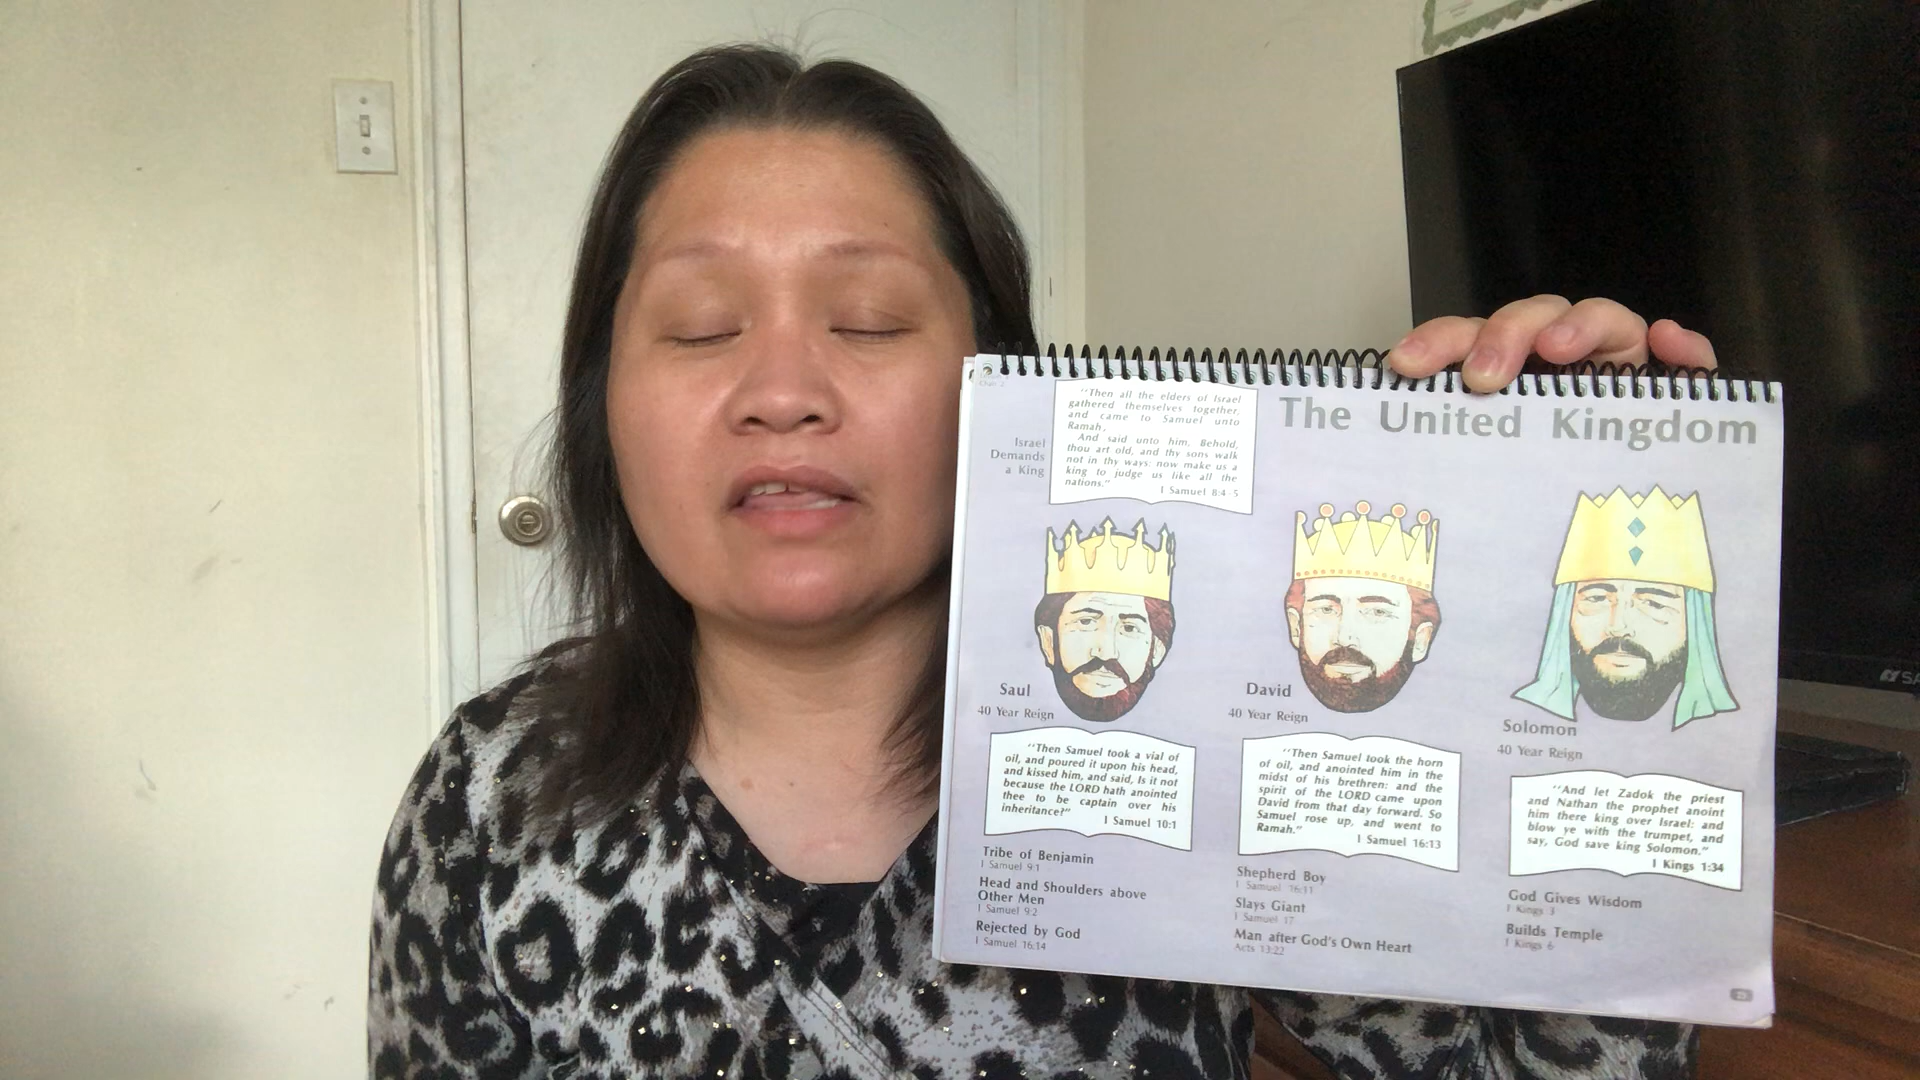 Chart 2
The United Kingdom
Israel
Demands
a King
"Then all the elders of Israel
gathered themselves together,
and came to Samuel unto
Ramah,
And said unto him, Behold,
thou art old, and thy sons walk
not in thy ways: now make us a
king to judge us like all the
nations."
I Samuel 8:4-5
Saul
40 Year Reign
"Then Samuel took a vial of
oil, and poured it upon his head,
and kissed him, and said, Is it not
because the LORD hath anointed
thee to be captain over his
inheritance?"
I Samuel 10:1
Tribe of Benjamin
I Samuel 9:1
Head and Shoulders above
Other Men
I Samuel 9:2
Rejected by God
I Samuel 16:14
David
40 Year Reign
"Then Samuel took the horn
of oil, and anointed him in the
midst of his brethren: and the
spirit of the LORD came upon
David from that day forward. So
Samuel rose up, and went to
Ramah."
I Samuel 16:13
Shepherd Boy
I Samuel 16:11
Slays Giant
I Samuel 17
Man after God's Own Heart
Acts 13:22
Solomon
40 Year Reign
"And let Zadok the priest
and Nathan the prophet anoint
him there king over Israel: and
blow ye with the trumpet, and
say, God save king Solomon."
I Kings 1:34
God Gives Wisdom
I Kings 3
Builds Temple
I Kings 6